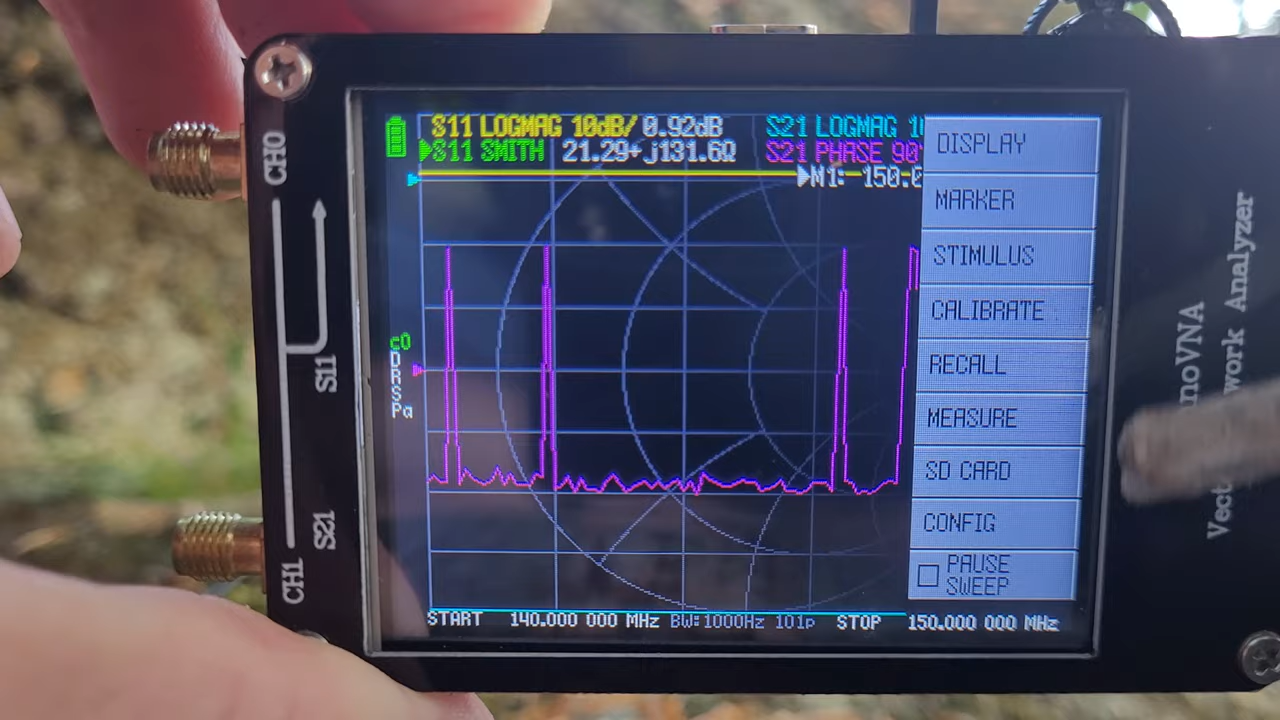 S11 LOGMAG 10dB/ 0.92dB S21 LOGMAG
S11 SMITH 21.29+j131.6Ω S21 PHASE 90°
M1: 150.0
DISPLAY
MARKER
STIMULUS
CALIBRATE
RECALL
MEASURE
SD CARD
CONFIG
PAUSE
SWEEP
c0
D
R
S
Pa
START 140.000 000 MHz BW:1000Hz 101p STOP 150.000 000 MHz
CH0
S11
S21
CH1
noVNA
Vect work Analyzer